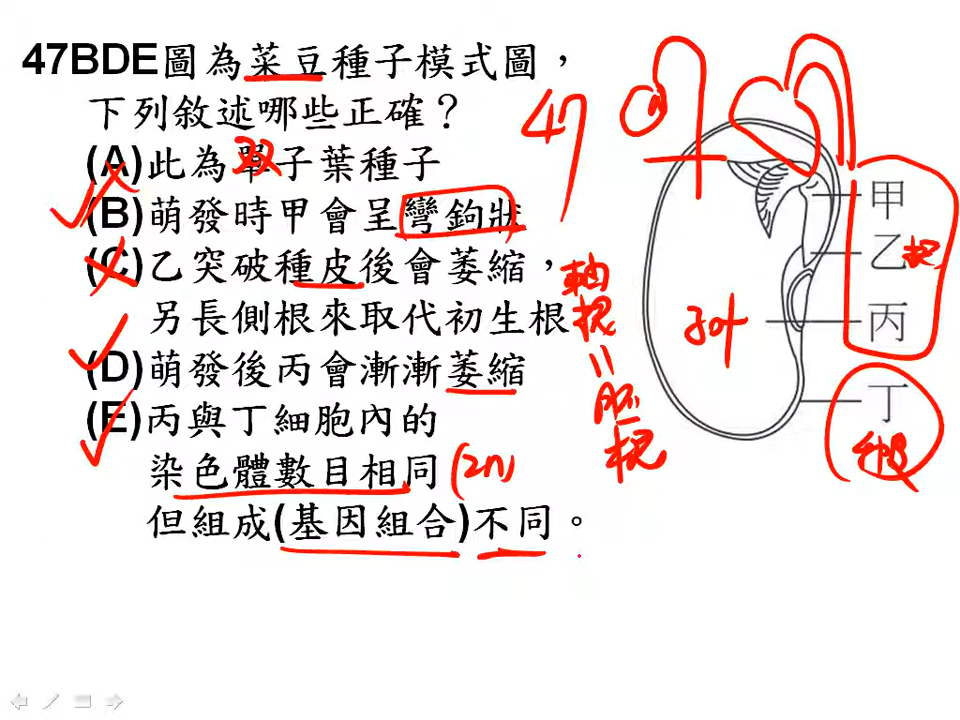 47BDE圖為菜豆種子模式圖，
下列敘述哪些正確？
(A)此為單子葉種子
双
(B)萌發時甲會呈彎鉤狀
(C)乙突破種皮後會萎縮，
另長側根來取代初生根
(D)萌發後丙會漸漸萎縮
(E)丙與丁細胞內的
染色體數目相同
(2n)
但組成(基因組合)不同。
47
甲
乙
丙
丁
子叶
軸根
=
胚根